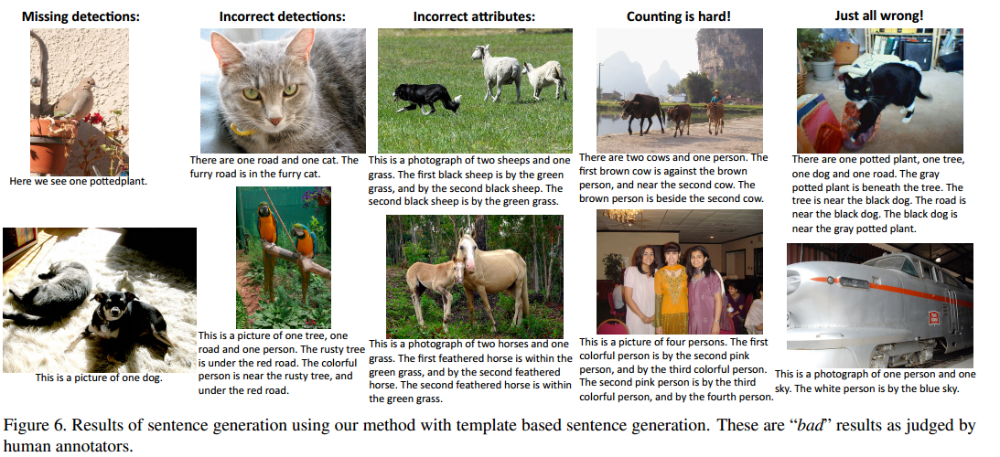 Missing detections:
Here we see one pottedplant.
This is a picture of one dog.
Incorrect detections:
There are one road and one cat. The
furry road is in the furry cat.
This is a picture of one tree, one
road and one person. The rusty tree
is under the red road. The colorful
person is near the rusty tree, and
under the red road.
Incorrect attributes:
This is a photograph of two sheeps and one
grass. The first black sheep is by the green
grass, and by the second black sheep. The
second black sheep is by the green grass.
This is a photograph of two horses and one
grass. The first feathered horse is within the
green grass, and by the second feathered
horse. The second feathered horse is within
the green grass.
Counting is hard!
There are two cows and one person. The
first brown cow is against the brown
person, and near the second cow. The
brown person is beside the second cow.
This is a picture of four persons. The first
colorful person is by the second pink
person, and by the third colorful person.
The second pink person is by the third
colorful person, and by the fourth person.
Just all wrong!
There are one potted plant, one tree,
one dog and one road. The gray
potted plant is beneath the tree. The
tree is near the black dog. The road is
near the black dog. The black dog is
near the gray potted plant.
This is a photograph of one person and one
sky. The white person is by the blue sky.
Figure 6. Results of sentence generation using our method with template based sentence generation. These are “bad” results as judged by
human annotators.